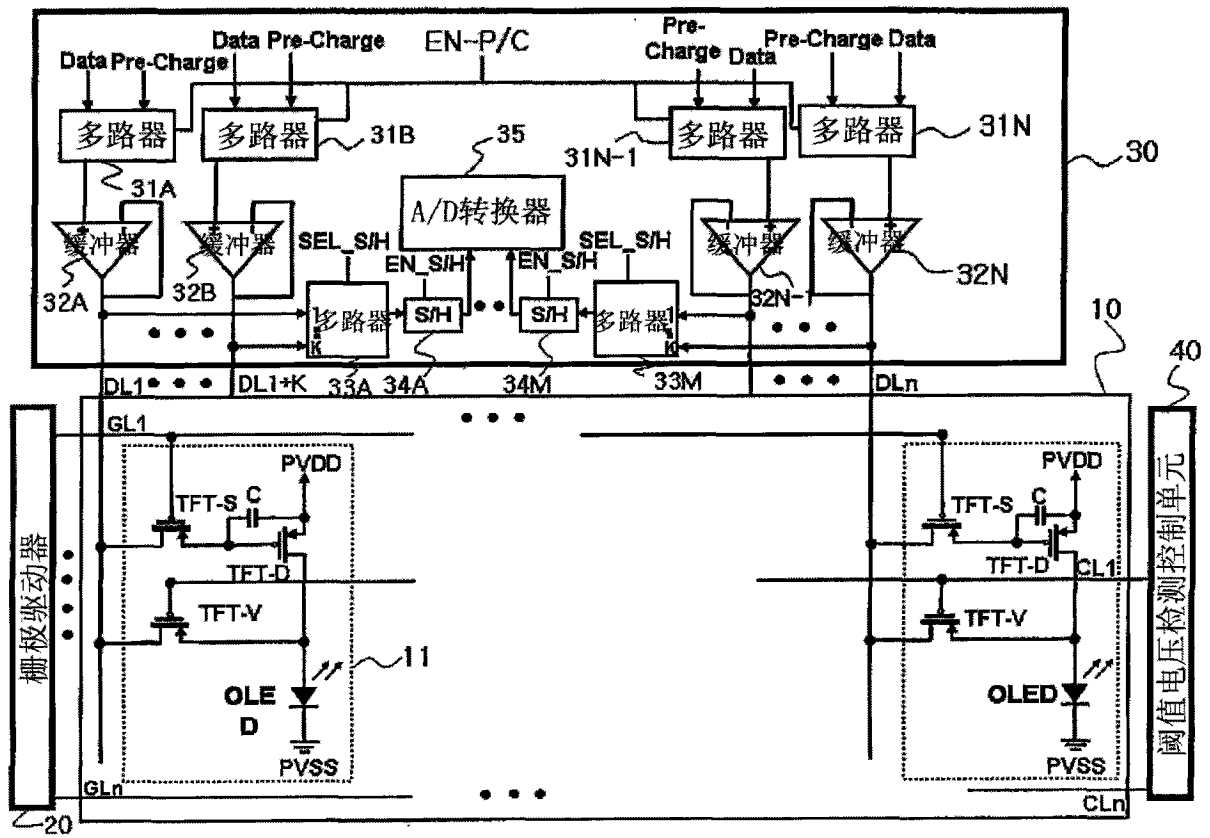 Data Pre-Charge
Data Pre-Charge
EN-P/C
Pre-
Charge
Data
Pre-Charge Data
多路器
31A
多路器
31B
35
A/D转换器
多路器
31N-1
多路器
31N
30
缓冲器
32A
缓冲器
32B
SEL_S/H
EN_S/H
EN_S/H
SEL_S/H
缓冲器
32N-1
缓冲器
32N
1
多路器
K
33A
S/H
34A
S/H
34M
多路器
1
K
33M
10
40
DL1
DL1+K
DLn
GL1
PVDD
C
TFT-S
TFT-D
TFT-V
11
OLE
D
PVSS
GLn
PVDD
C
TFT-S
TFT-D
CL1
TFT-V
OLED
PVSS
CLn
栅极驱动器
20
阈值电压检测控制单元